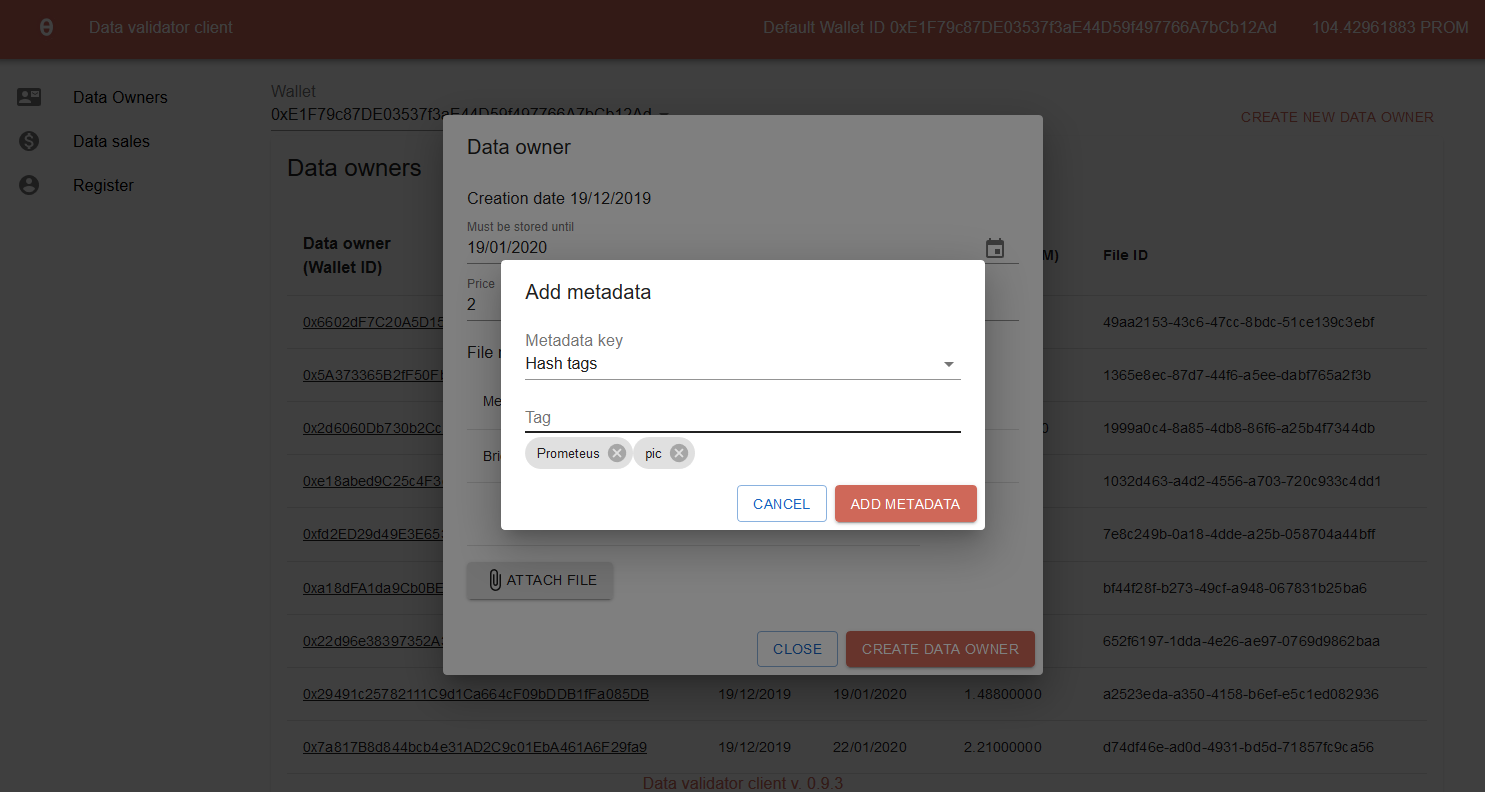 Data validator client
Default Wallet ID 0xE1F79c87DE03537f3aE44D59f497766A7bCb12Ad
104.42961883 PROM
Data Owners
Data sales
Register
Wallet
0xE1F79c87DE03537f3aE44D59f497766A7bCb12Ad
CREATE NEW DATA OWNER
Data owners
Data owner
(Wallet ID)
File ID
0x6602dF7C20A5D15
49aa2153-43c6-47cc-8bdc-51ce139c3ebf
0x5A373365B2fF50F
1365e8ec-87d7-44f6-a5ee-dabf765a2f3b
0x2d6060Db730b2Cc
0
1999a0c4-8a85-4db8-86f6-a25b4f7344db
0xe18abed9C25c4F3
1032d463-a4d2-4556-a703-720c933c4dd1
0xfd2ED29d49E3E65
7e8c249b-0a18-4dde-a25b-058704a44bff
0xa18dFA1da9Cb0BE
bf44f28f-b273-49cf-a948-067831b25ba6
0x22d96e38397352A
652f6197-1dda-4e26-ae97-0769d9862baa
0x29491c25782111C9d1Ca664cF09bDDB1fFa085DB 19/12/2019 19/01/2020 1.48800000 a2523eda-a350-4158-b6ef-e5c1ed082936
0x7a817B8d844bcb4e31AD2C9c01EbA461A6F29fa9 19/12/2019 22/01/2020 2.21000000 d74df46e-ad0d-4931-bd5d-71857fc9ca56
Data validator client v. 0.9.3
Data owner
Creation date 19/12/2019
Must be stored until
19/01/2020
Price
2
File
Me
Bri
ATTACH FILE
CLOSE
CREATE DATA OWNER
Add metadata
Metadata key
Hash tags
Tag
Prometeus
pic
CANCEL
ADD METADATA